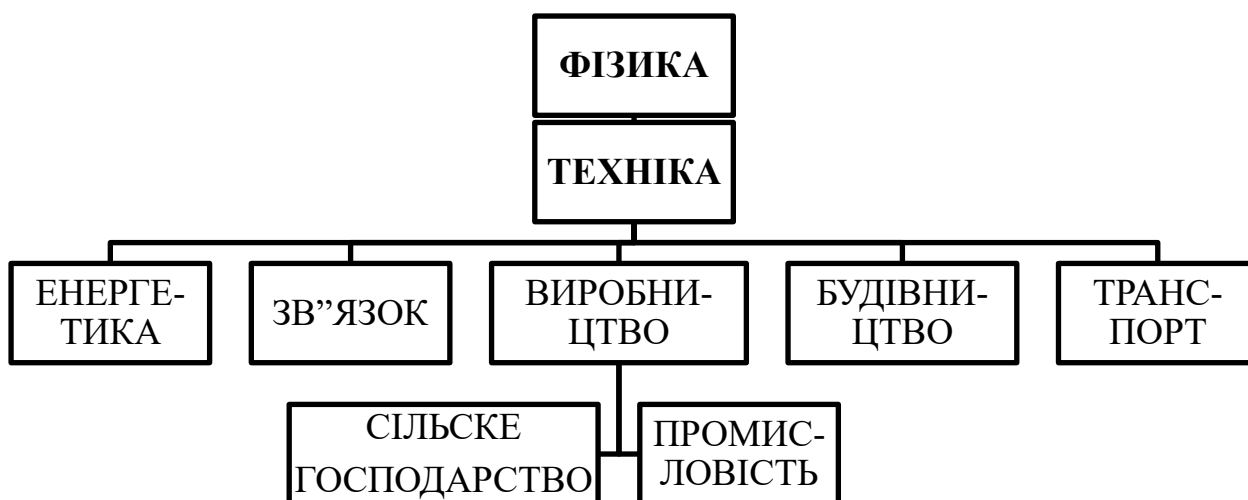 ФІЗИКА
ТЕХНІКА
ЕНЕРГЕ-
ТИКА
ЗВ”ЯЗОК
ВИРОБНИ-
ЦТВО
БУДІВНИ-
ЦТВО
ТРАНС-
ПОРТ
СІЛЬСКЕ
ГОСПОДАРСТВО
ПРОМИС-
ЛОВІСТЬ